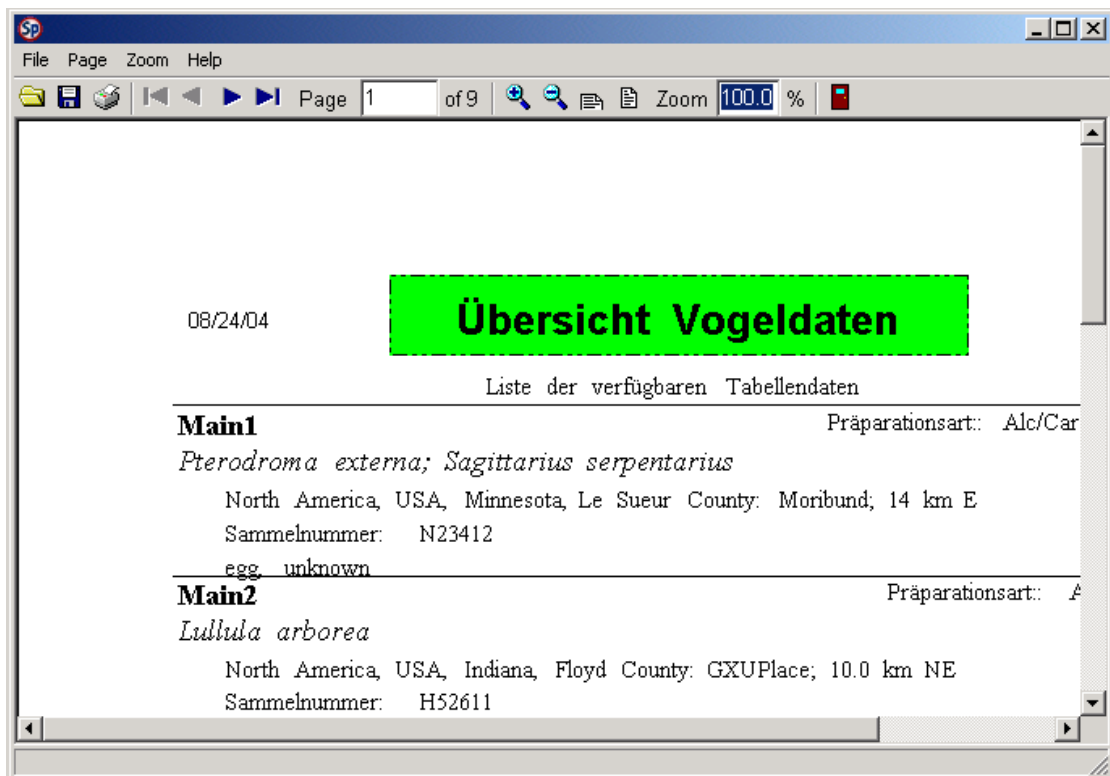 Sp
File Page Zoom Help
Page 1 of 9 Zoom 100.0 %
08/24/04
Übersicht Vogeldaten
Liste der verfügbaren Tabellendaten
Main1 Präparationsart:: Alc/Car
Pterodroma externa; Sagittarius serpentarius
North America, USA, Minnesota, Le Sueur County: Moribund; 14 km E
Sammelnummer: N23412
egg, unknown
Main2 Präparationsart:: A
Lullula arborea
North America, USA, Indiana, Floyd County: GXUPlace; 10.0 km NE
Sammelnummer: H52611